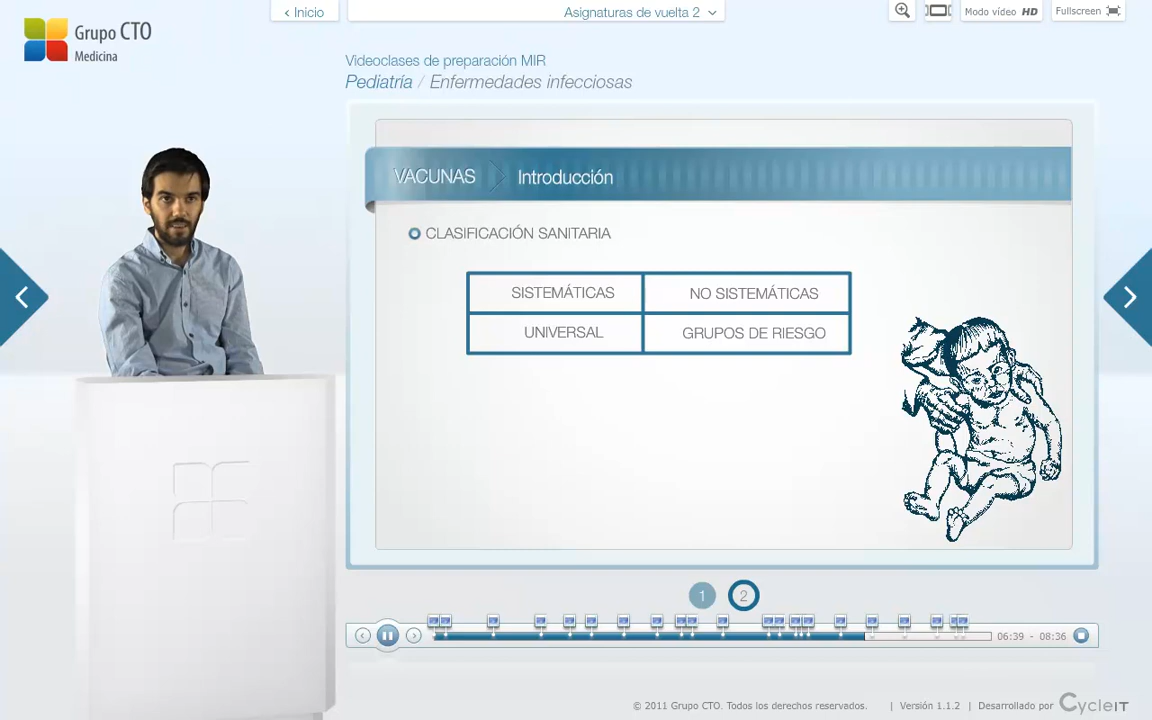 ‹ Inicio
Asignaturas de vuelta 2
Modo vídeo HD
Fullscreen
Grupo CTO
Medicina
Videoclases de preparación MIR
Pediatría / Enfermedades infecciosas
VACUNAS
Introducción
CLASIFICACIÓN SANITARIA
SISTEMÁTICAS
NO SISTEMÁTICAS
UNIVERSAL
GRUPOS DE RIESGO
1
2
06:39 - 08:36
© 2011 Grupo CTO. Todos los derechos reservados. | Versión 1.1.2 | Desarrollado por CycleIT